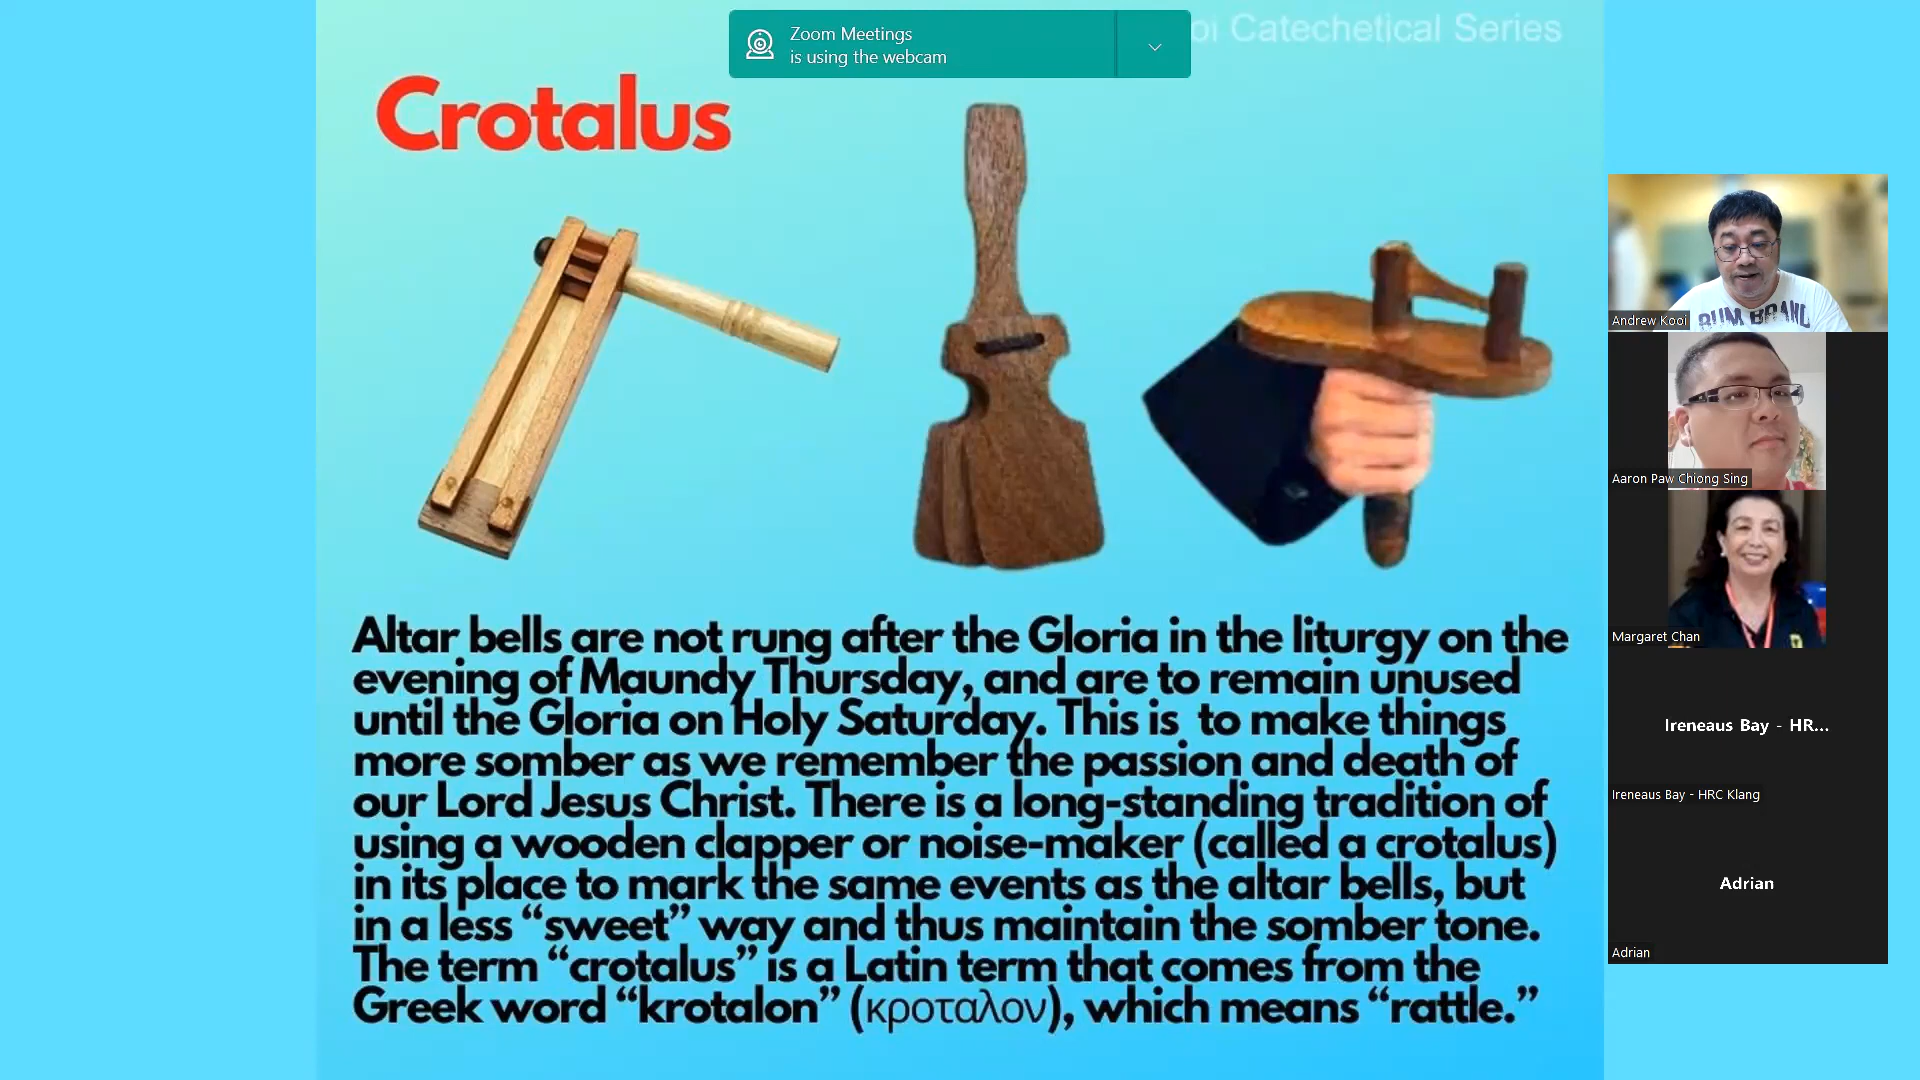 Zoom Meetings
is using the webcam
oi Catechetical Series
Crotalus
Altar bells are not rung after the Gloria in the liturgy on the
evening of Maundy Thursday, and are to remain unused
until the Gloria on Holy Saturday. This is to make things
more somber as we remember the passion and death of
our Lord Jesus Christ. There is a long-standing tradition of
using a wooden clapper or noise-maker (called a crotalus)
in its place to mark the same events as the altar bells, but
in a less “sweet” way and thus maintain the somber tone.
The term “crotalus” is a Latin term that comes from the
Greek word “krotalon” (κροταλον), which means “rattle.”
BUM BRAND
Andrew Kooi
Aaron Paw Chiong Sing
Margaret Chan
Ireneaus Bay - HR...
Ireneaus Bay - HRC Klang
Adrian
Adrian